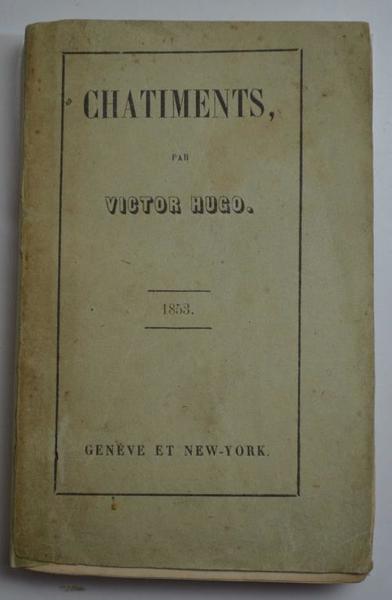 CHATIMENTS,
PAR
VICTOR HUGO.
1853.
GENÈVE ET NEW-YORK.